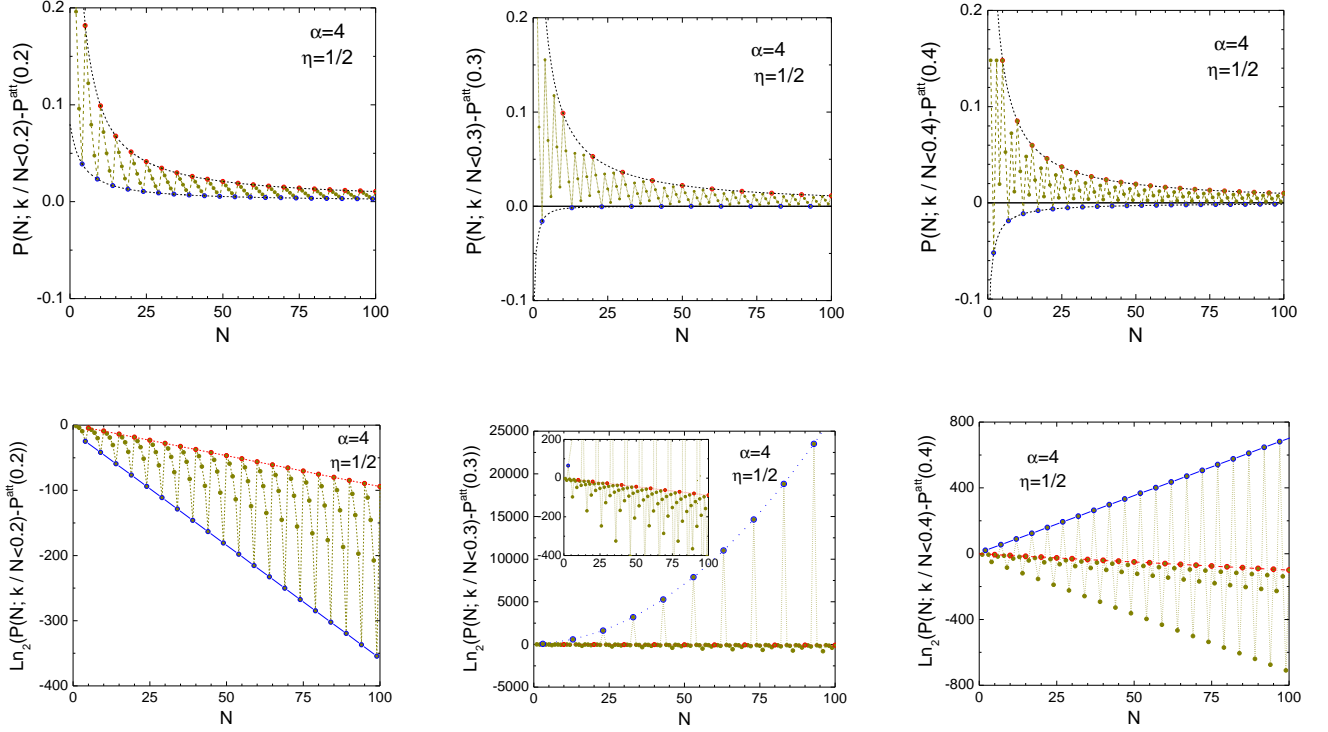 P(N; k / N<0.2)-P^att(0.2)
0.2
0.1
0.0
-0.1
α=4
η=1/2
0 25 50 75 100
N
P(N; k / N<0.3)-P^att(0.3)
0.2
0.1
0.0
-0.1
α=4
η=1/2
0 25 50 75 100
N
P(N; k / N<0.4)-P^att(0.4)
0.2
0.1
0
-0.1
α=4
η=1/2
0 25 50 75 100
N
Ln₂(P(N; k / N<0.2)-P^att(0.2))
0
-100
-200
-300
-400
α=4
η=1/2
0 25 50 75 100
N
Ln₂(P(N; k / N<0.3)-P^att(0.3))
25000
20000
15000
10000
5000
0
-5000
200
0
-200
-400
0 25 50 75 100
α=4
η=1/2
0 25 50 75 100
N
Ln₂(P(N; k / N<0.4)-P^att(0.4))
800
400
0
-400
-800
α=4
η=1/2
0 25 50 75 100
N